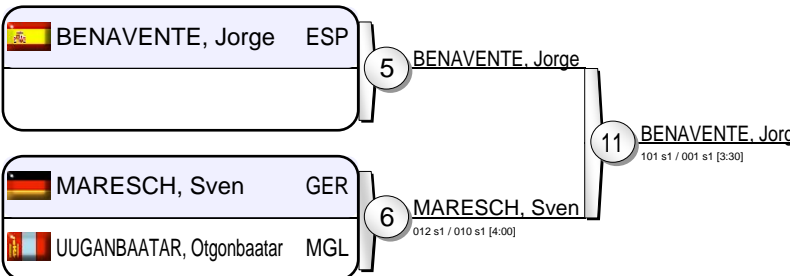 BENAVENTE, Jorge ESP
5 BENAVENTE, Jorge
11 BENAVENTE, Jorg
101 s1 / 001 s1 [3:30]
MARESCH, Sven GER
6 MARESCH, Sven
012 s1 / 010 s1 [4:00]
UUGANBAATAR, Otgonbaatar MGL